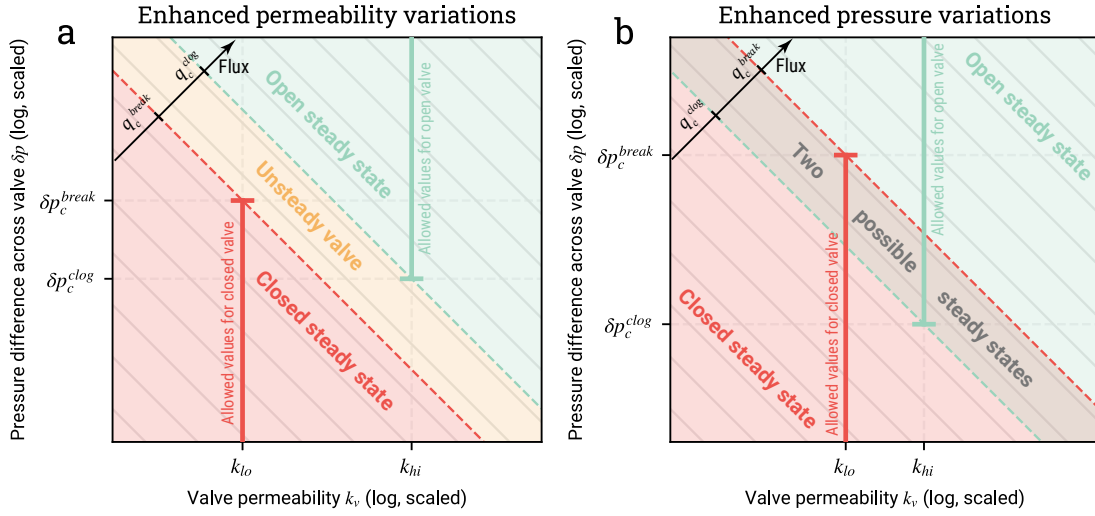 Enhanced permeability variations
a
Pressure difference across valve δp (log, scaled)
δp_c^break
δp_c^clog
q_c^break
q_c^clog
Flux
Open steady state
Unsteady valve
Closed steady state
Allowed values for closed valve
Allowed values for open valve
k_lo
k_hi
Valve permeability k_v (log, scaled)
Enhanced pressure variations
b
Pressure difference across valve δp (log, scaled)
δp_c^break
δp_c^clog
q_c^clog
q_c^break
Flux
Open steady state
Two
possible
steady states
Closed steady state
Allowed values for closed valve
Allowed values for open valve
k_lo
k_hi
Valve permeability k_v (log, scaled)